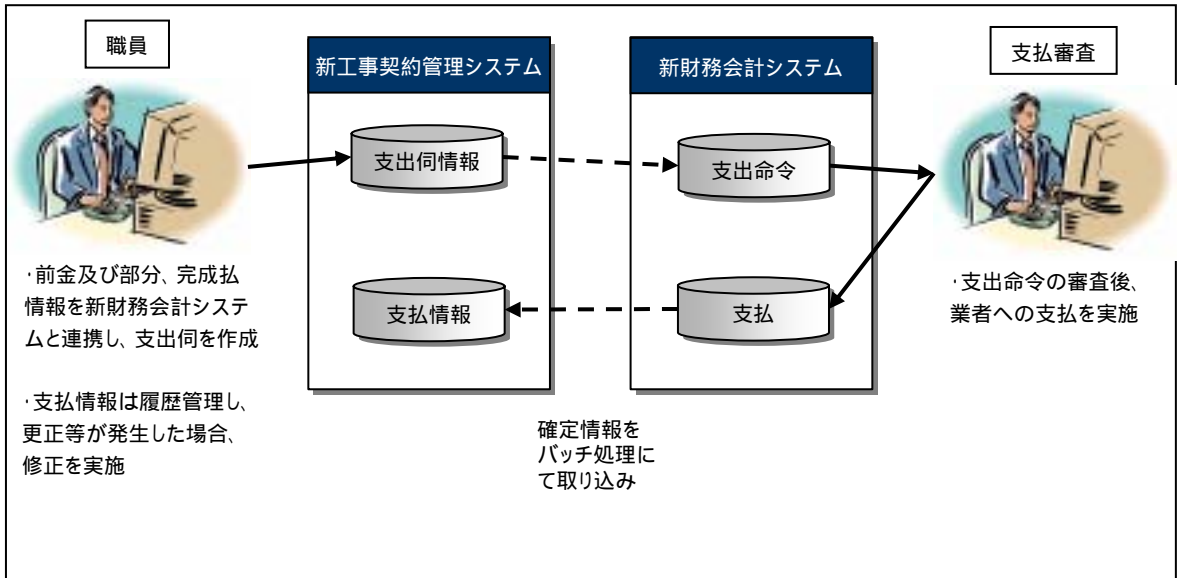 職員
新工事契約管理システム
新財務会計システム
支払審査
支出伺情報
支出命令
支払情報
支払
・前金及び部分、完成払
情報を新財務会計システ
ムと連携し、支出伺を作成
・支払情報は履歴管理し、
更正等が発生した場合、
修正を実施
確定情報を
バッチ処理に
て取り込み
・支出命令の審査後、
業者への支払を実施